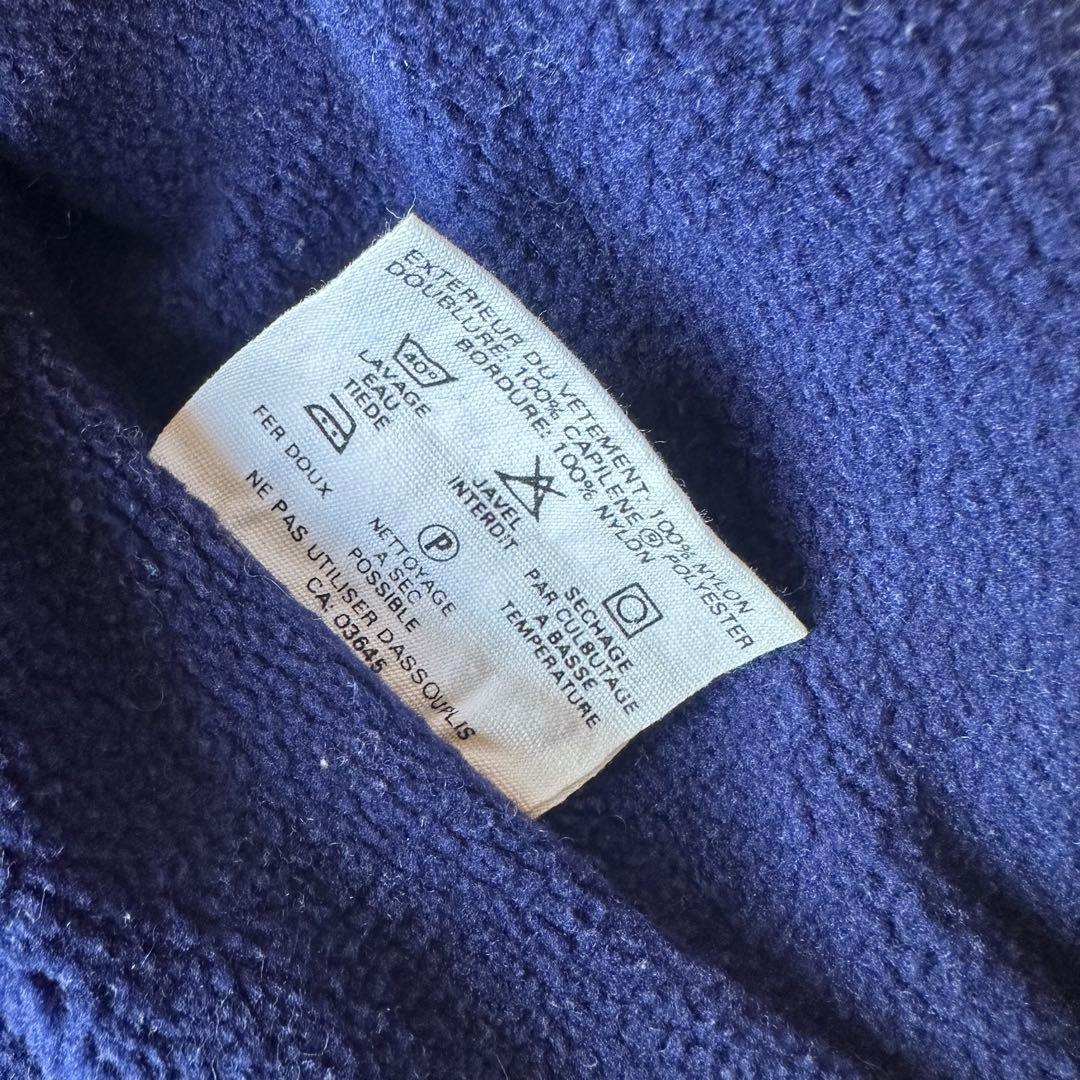 EXTERIEUR DU VETEMENT, 100% NYLON
DOUBLURE, 100% CAPILENE® POLYESTER
BORDURE: 100% NYLON
40°
LAVAGE
L'EAU
TIEDE
JAVEL
INTERDIT
SECHAGE
PAR CULBUTAGE
A BASSE
TEMPERATURE
FER DOUX
P
NETTOYAGE
A SEC
POSSIBLE
NE PAS UTILISER D'ASSOUPLIS
CA: 03645